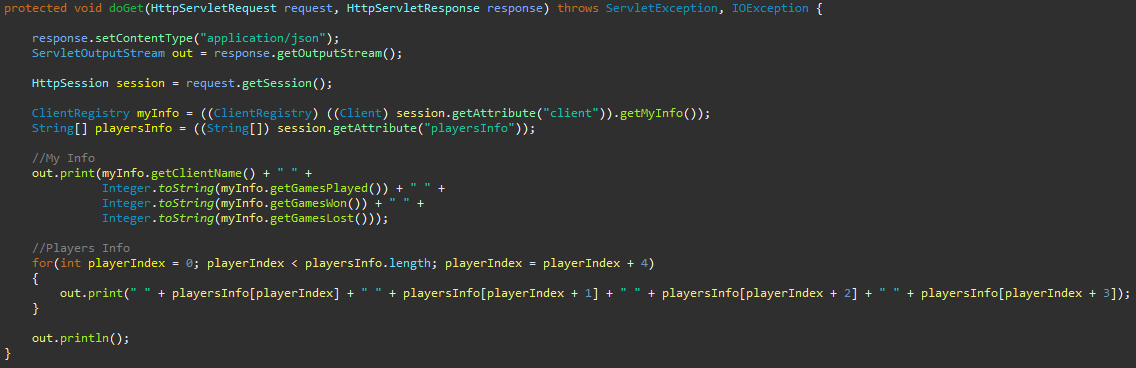 protected void doGet(HttpServletRequest request, HttpServletResponse response) throws ServletException, IOException {
response.setContentType("application/json");
ServletOutputStream out = response.getOutputStream();
HttpSession session = request.getSession();
ClientRegistry myInfo = ((ClientRegistry) ((Client) session.getAttribute("client")).getMyInfo());
String[] playersInfo = ((String[]) session.getAttribute("playersInfo"));
//My Info
out.print(myInfo.getClientName() + " " +
Integer.toString(myInfo.getGamesPlayed()) + " " +
Integer.toString(myInfo.getGamesWon()) + " " +
Integer.toString(myInfo.getGamesLost()));
//Players Info
for(int playerIndex = 0; playerIndex < playersInfo.length; playerIndex = playerIndex + 4)
{
out.print(" " + playersInfo[playerIndex] + " " + playersInfo[playerIndex + 1] + " " + playersInfo[playerIndex + 2] + " " + playersInfo[playerIndex + 3]);
}
out.println();
}